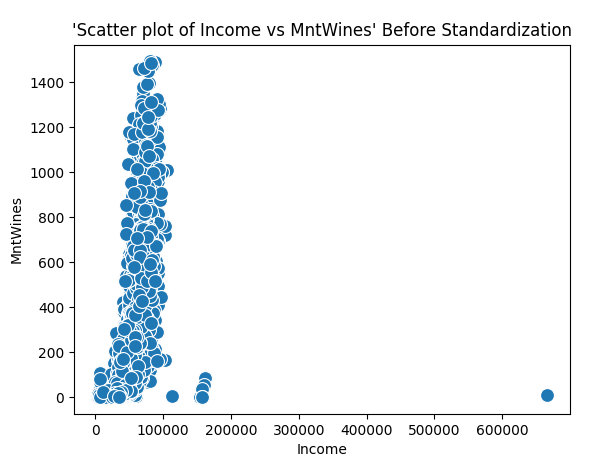 'Scatter plot of Income vs MntWines' Before Standardization
1400
1200
1000
800
600
400
200
0
MntWines
0 100000 200000 300000 400000 500000 600000
Income